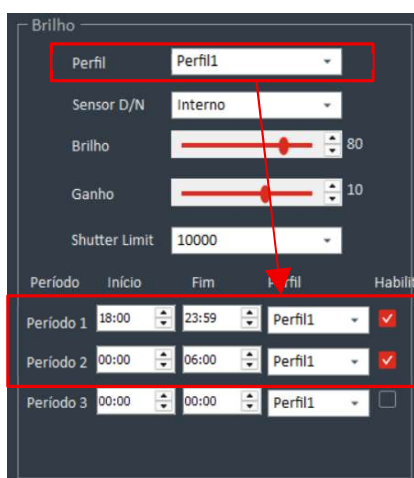 Brilho
Perfil Perfil1
Sensor D/N Interno
Brilho 80
Ganho 10
Shutter Limit 10000
Período Início Fim Perfil Habilit
Período 1 18:00 23:59 Perfil1
Período 2 00:00 06:00 Perfil1
Período 3 00:00 00:00 Perfil1